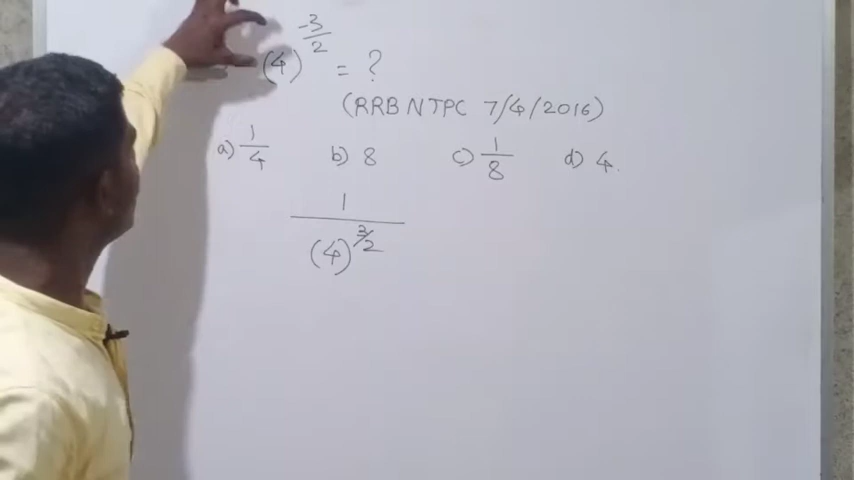 (4)^(-3/2) = ?
(RRB NTPC 7/4/2016)
a) 1/4 b) 8 c) 1/8 d) 4.
1/(4)^(3/2)